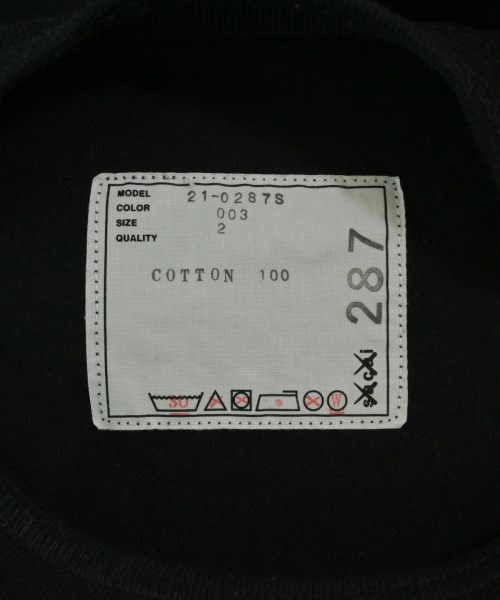 MODEL 21-0287S
COLOR 003
SIZE 2
QUALITY
COTTON 100
287
sacai
30
W